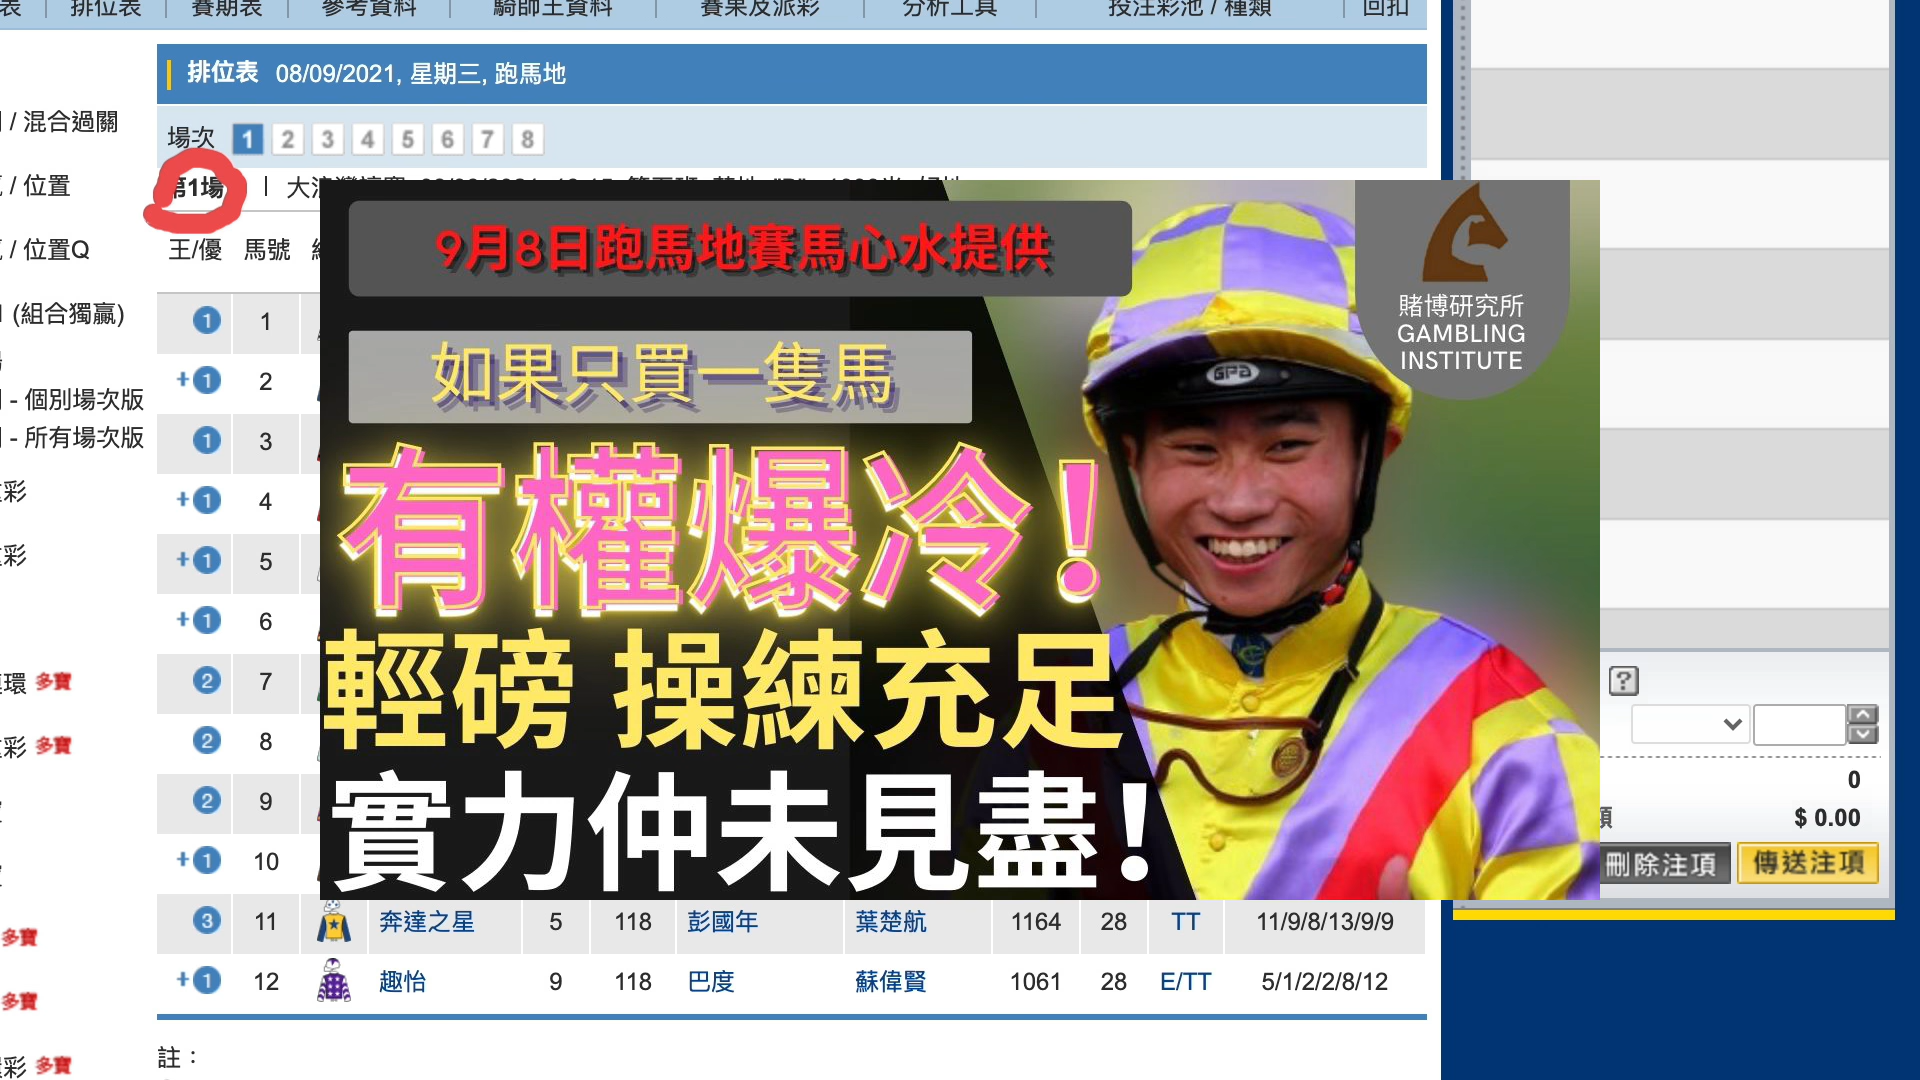 表 排位表 賽期表 參考資料 騎師王資料 賽果及派彩 分析工具 投注彩池 / 種類 回扣
排位表 08/09/2021, 星期三, 跑馬地
/ 混合過關
場次 1 2 3 4 5 6 7 8
/ 位置
第1場
/ 位置Q
王/優 馬號
(組合獨贏)
- 個別場次版
- 所有場次版
彩
彩
環 多寶
彩 多寶
多寶
多寶
彩 多寶
1 1
+1 2
1 3
+1 4
+1 5
+1 6
2 7
2 8
2 9
+1 10
9月8日跑馬地賽馬心水提供
如果只買一隻馬
有權爆冷!
輕磅 操練充足
實力仲未見盡!
GPA
賭博研究所
GAMBLING
INSTITUTE
?
0
$ 0.00
刪除注項 傳送注項
3 11 奔達之星 5 118 彭國年 葉楚航 1164 28 TT 11/9/8/13/9/9
+1 12 趣怡 9 118 巴度 蘇偉賢 1061 28 E/TT 5/1/2/2/8/12
註：